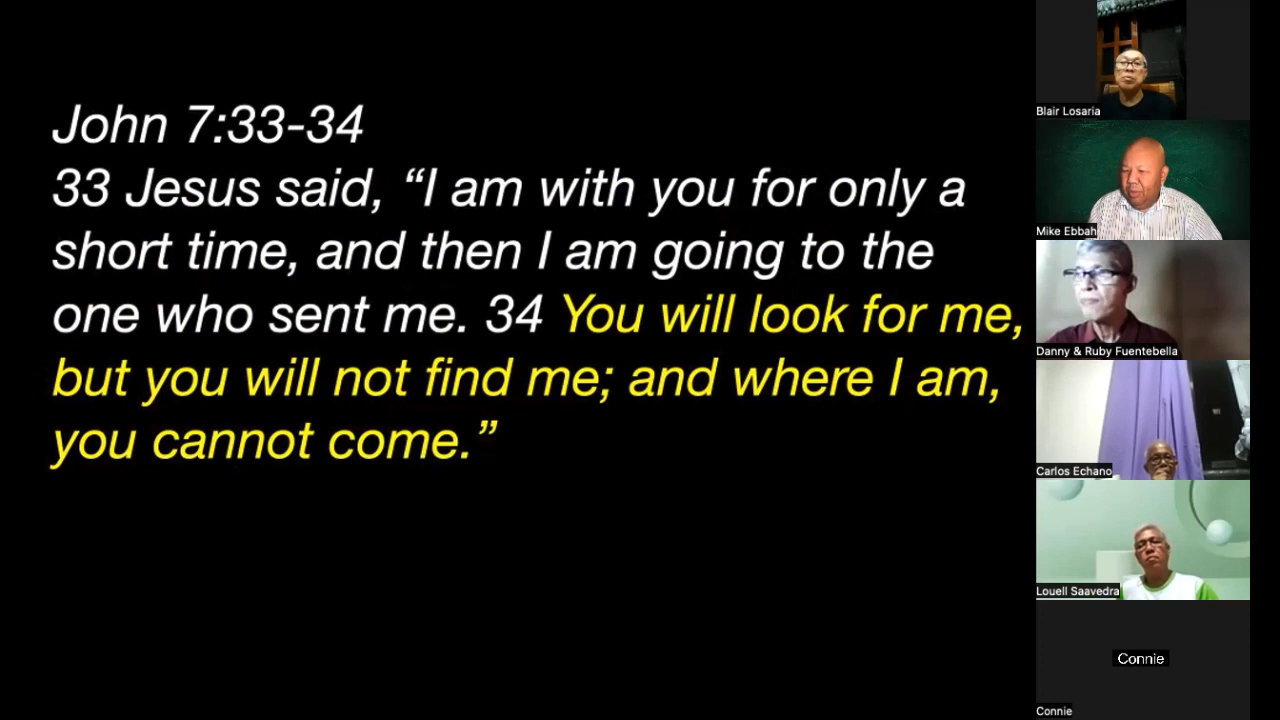 John 7:33-34
33 Jesus said, “I am with you for only a
short time, and then I am going to the
one who sent me. 34 You will look for me,
but you will not find me; and where I am,
you cannot come.”
Blair Losaria
Mike Ebbah
Danny & Ruby Fuentebella
Carlos Echano
Louell Saavedra
Connie
Connie